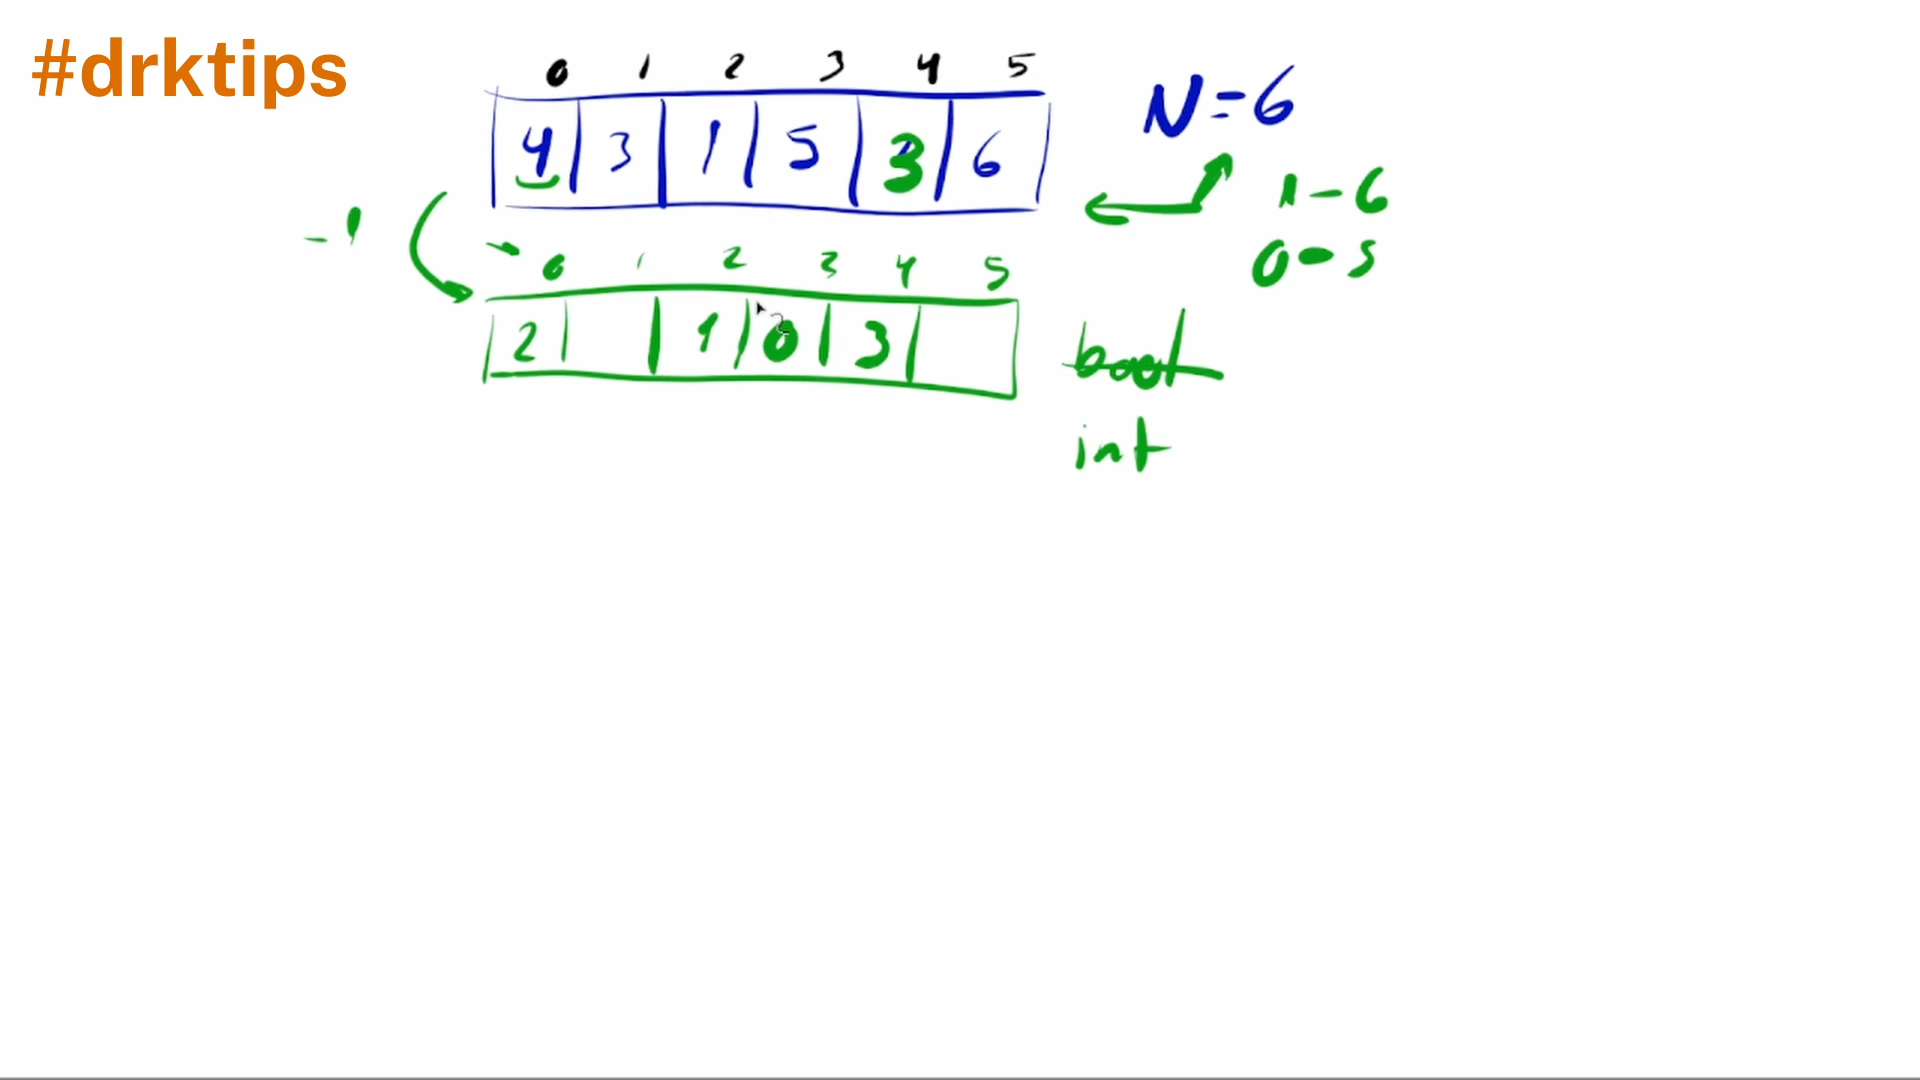 #drktips
0 1 2 3 4 5
4 3 1 5 3 6
N=6
1-6
0-5
-1
0 1 2 3 4 5
2 1 0 3
bool
int